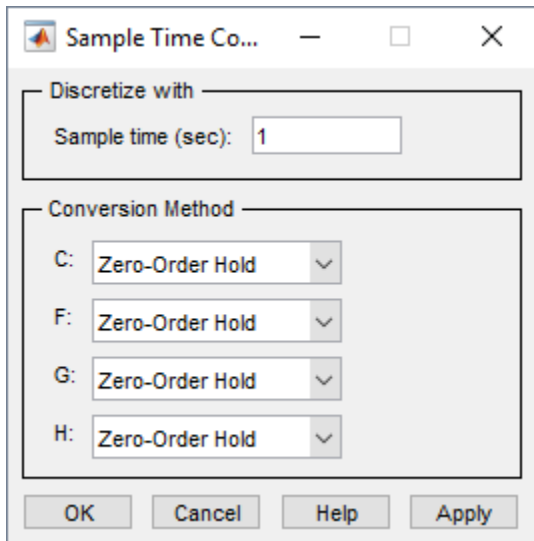 Sample Time Co...
Discretize with
Sample time (sec): 1
Conversion Method
C: Zero-Order Hold
F: Zero-Order Hold
G: Zero-Order Hold
H: Zero-Order Hold
OK Cancel Help Apply